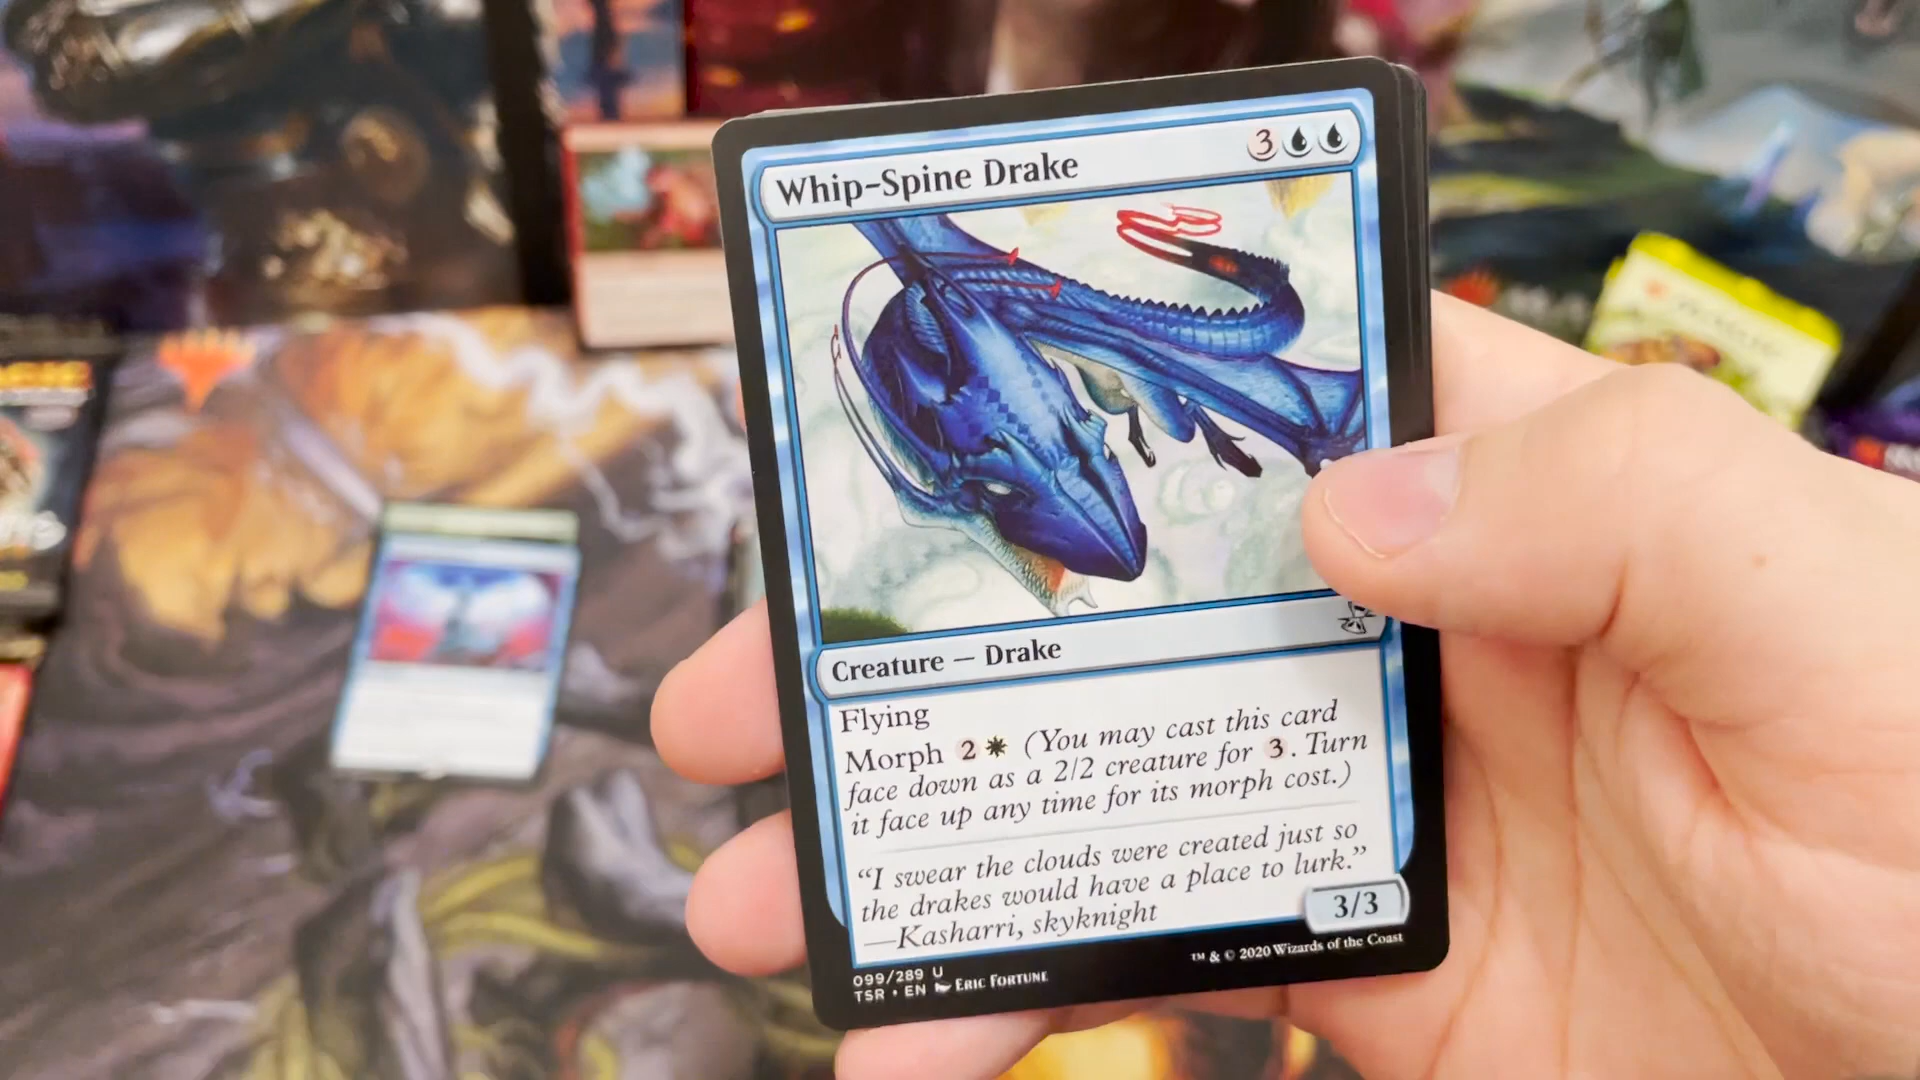 Whip-Spine Drake
3
Creature — Drake
Flying
Morph 2 (You may cast this card
face down as a 2/2 creature for 3. Turn
it face up any time for its morph cost.)
“I swear the clouds were created just so
the drakes would have a place to lurk.”
—Kasharri, skyknight
3/3
099/289 U
TSR • EN Eric Fortune
™ & © 2020 Wizards of the Coast